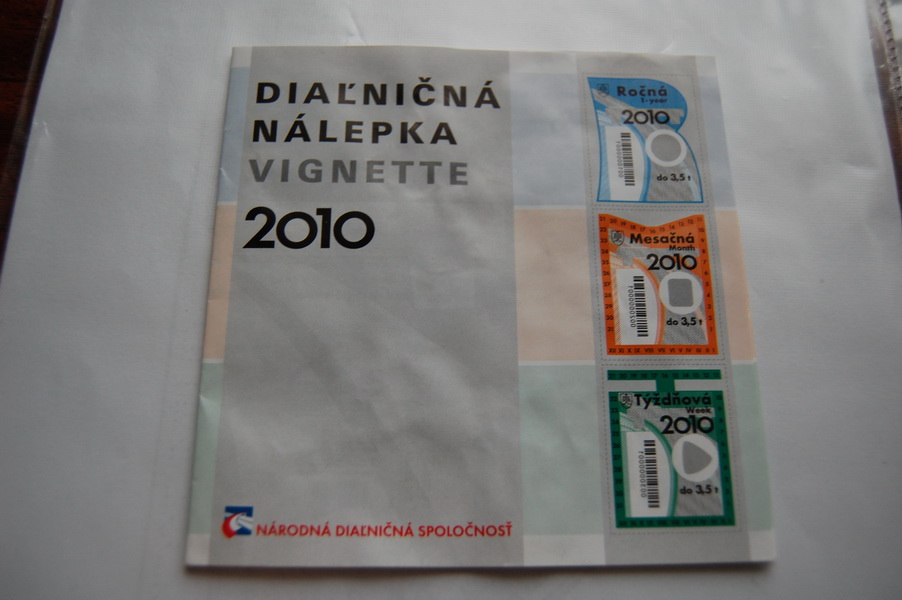 DIAĽNIČNÁ
NÁLEPKA
VIGNETTE
2010
NÁRODNÁ DIAĽNIČNÁ SPOLOČNOSŤ
Ročná
1-year
2010
do 3,5 t
Mesačná
Month
2010
do 3,5 t
Týždňová
Week
2010
do 3,5 t